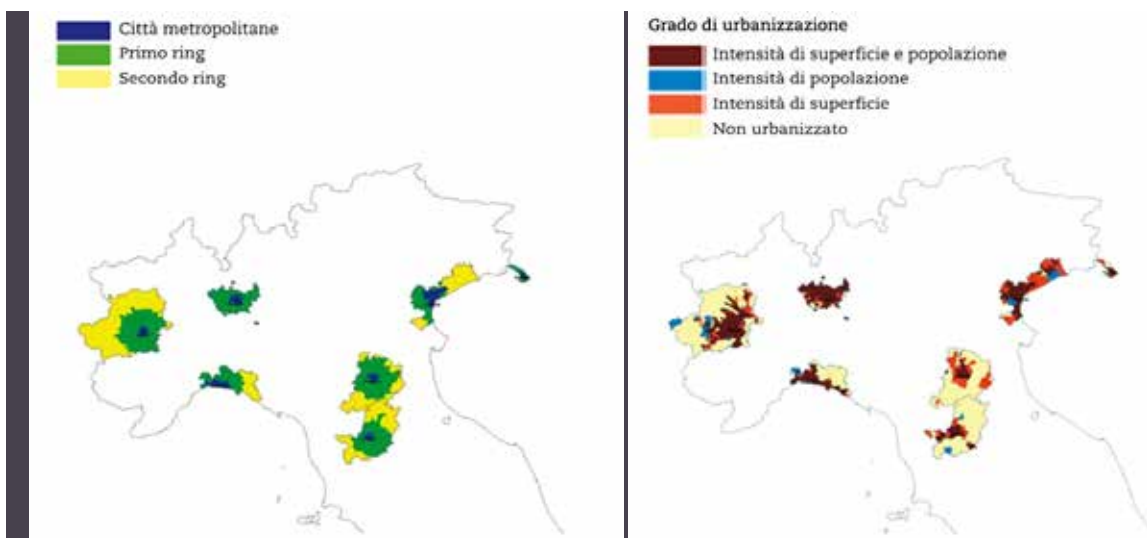 Città metropolitane
Primo ring
Secondo ring
Grado di urbanizzazione
Intensità di superficie e popolazione
Intensità di popolazione
Intensità di superficie
Non urbanizzato